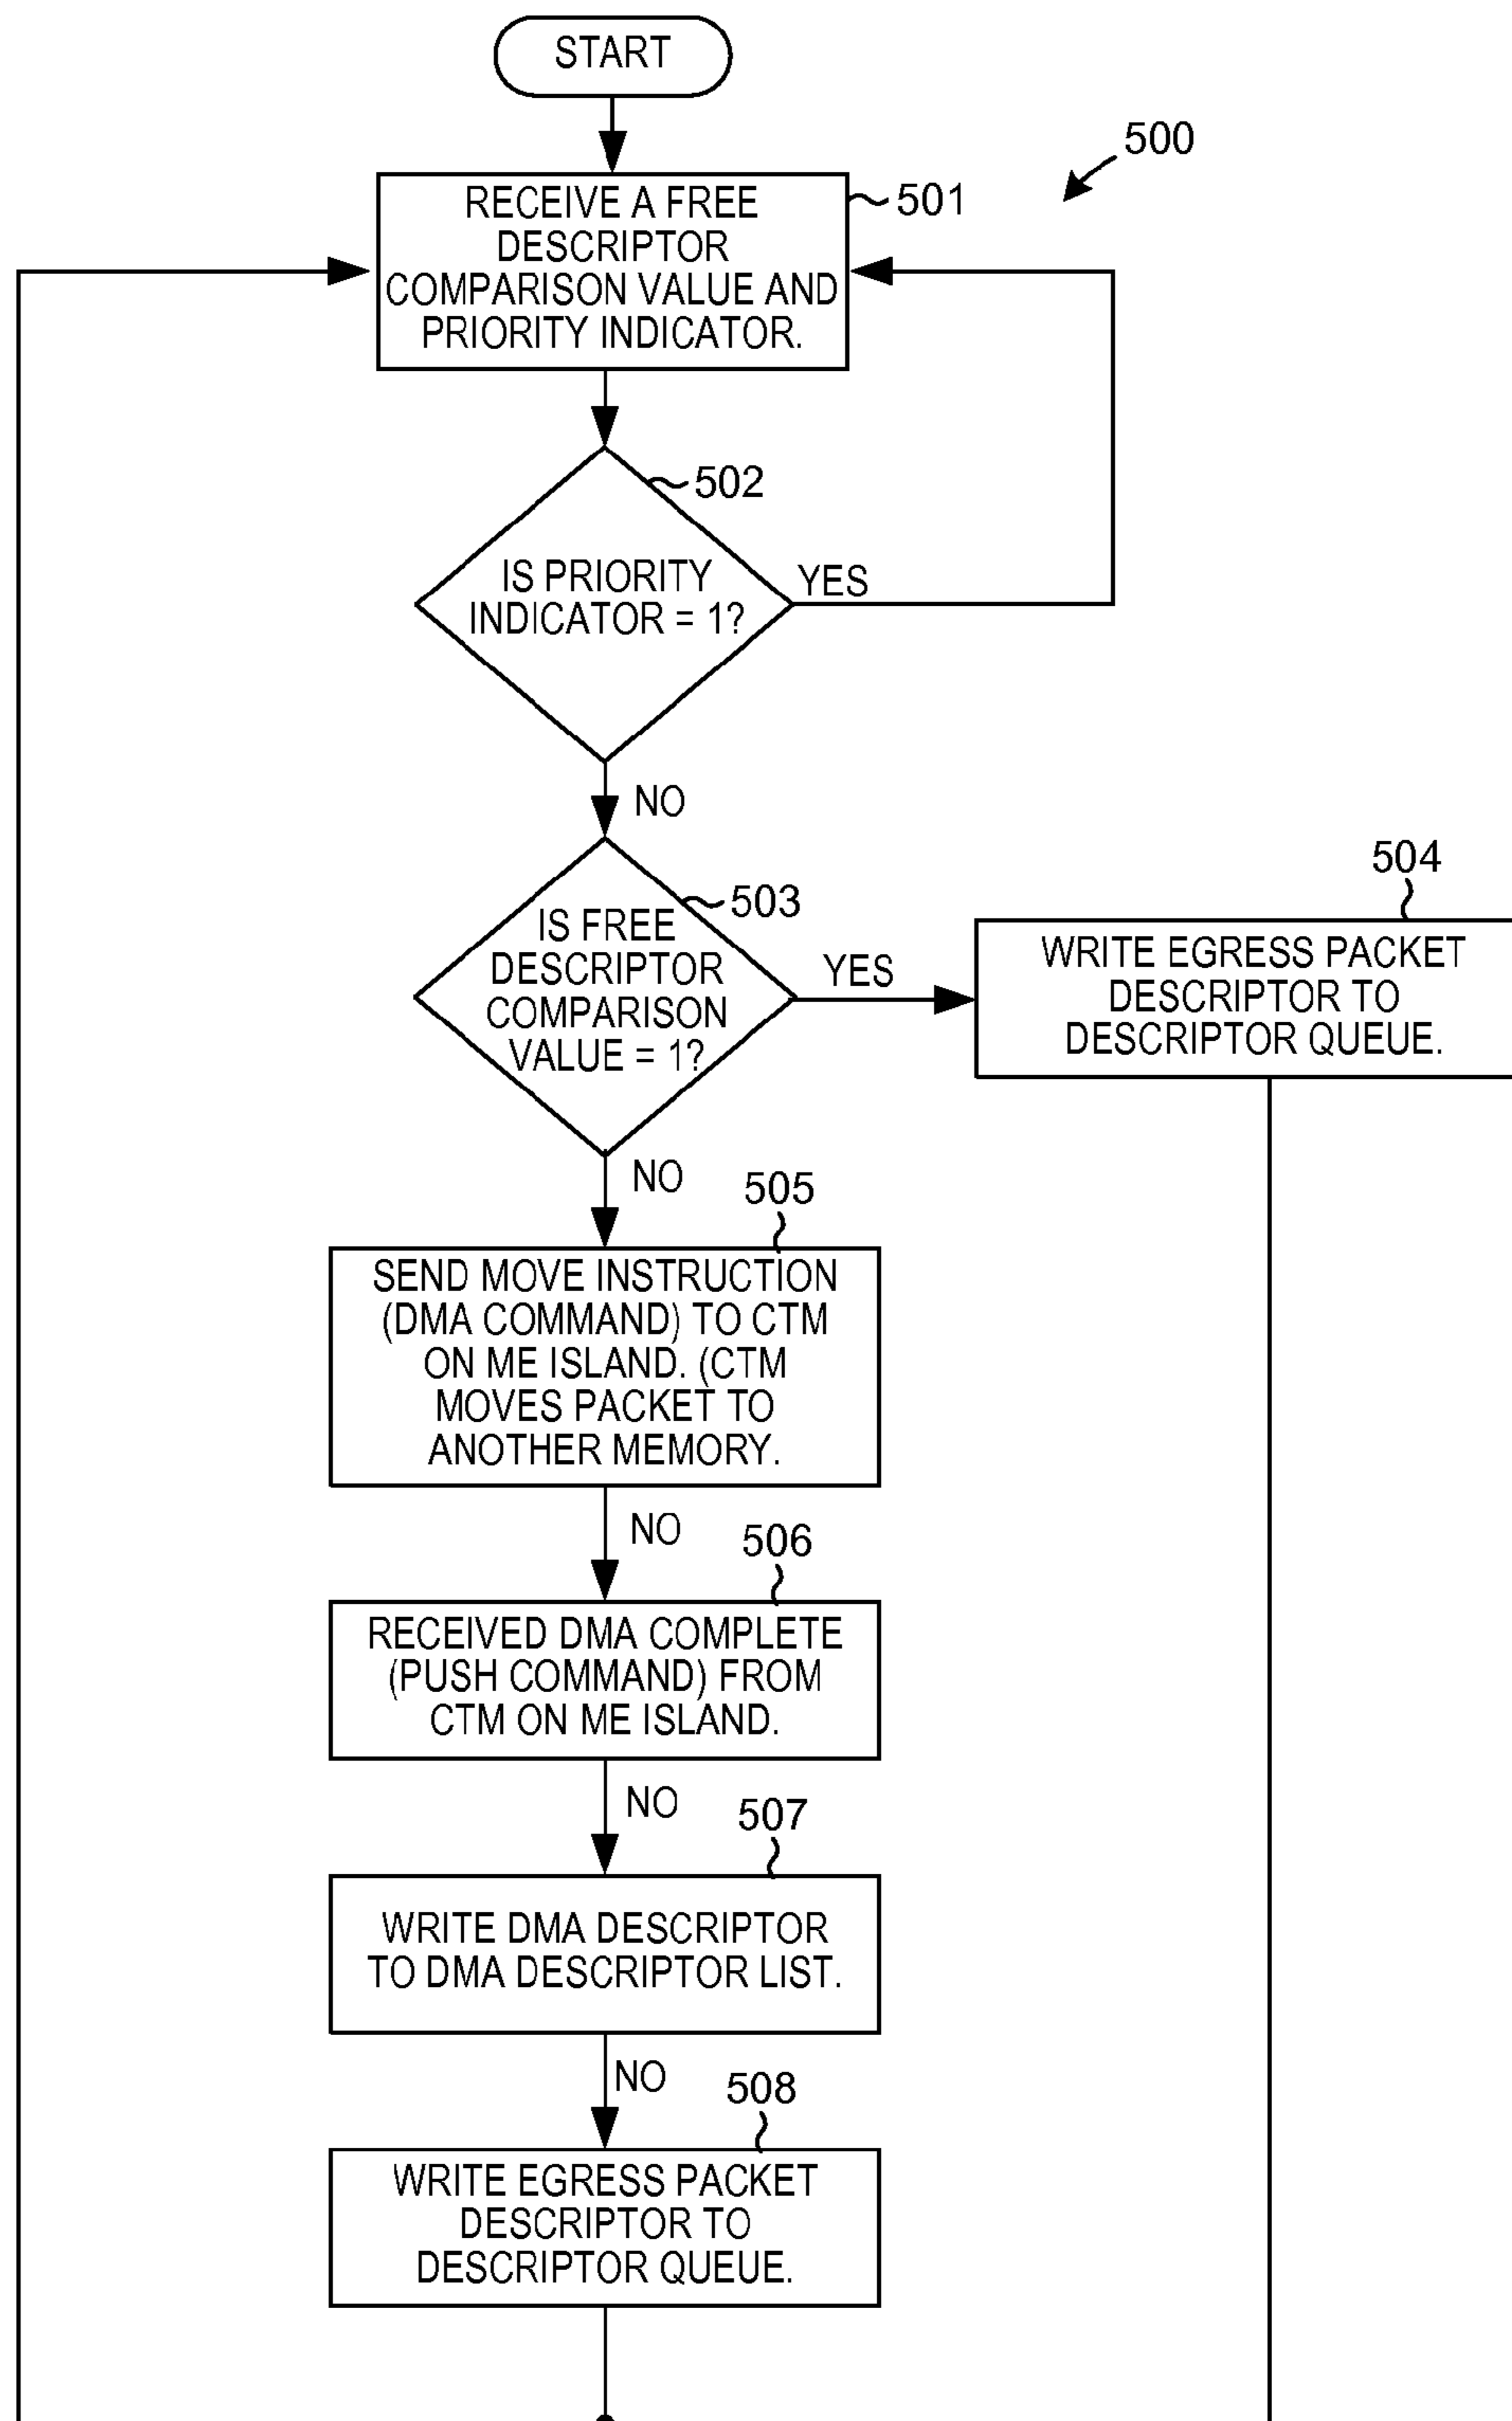 START
500
RECEIVE A FREE
DESCRIPTOR
COMPARISON VALUE AND
PRIORITY INDICATOR.
501
502
IS PRIORITY
INDICATOR = 1?
YES
NO
503
IS FREE
DESCRIPTOR
COMPARISON
VALUE = 1?
YES
504
WRITE EGRESS PACKET
DESCRIPTOR TO
DESCRIPTOR QUEUE.
NO
505
SEND MOVE INSTRUCTION
(DMA COMMAND) TO CTM
ON ME ISLAND. (CTM
MOVES PACKET TO
ANOTHER MEMORY.
NO
506
RECEIVED DMA COMPLETE
(PUSH COMMAND) FROM
CTM ON ME ISLAND.
NO
507
WRITE DMA DESCRIPTOR
TO DMA DESCRIPTOR LIST.
NO
508
WRITE EGRESS PACKET
DESCRIPTOR TO
DESCRIPTOR QUEUE.